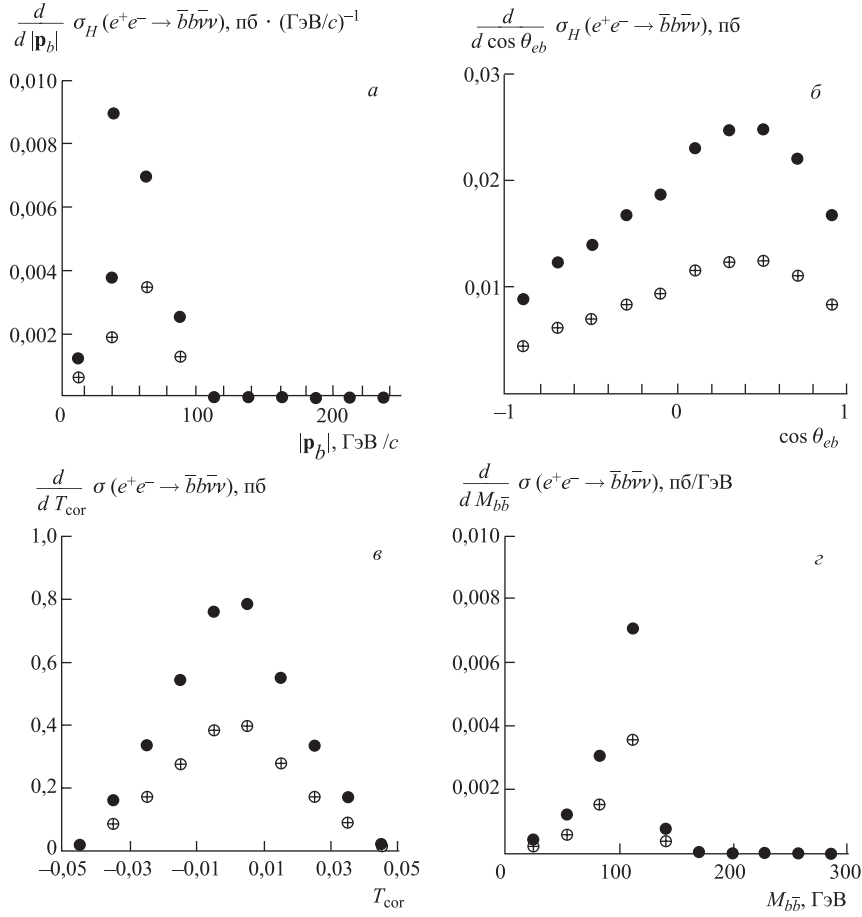 d/d|p_b| σ_H (e⁺e⁻ → b̄bν̄ν), пб · (ГэВ/c)⁻¹
а
0,010
0,008
0,006
0,004
0,002
0 100 200
|p_b|, ГэВ /c
d/d cos θ_eb σ_H (e⁺e⁻ → b̄bν̄ν), пб
б
0,03
0,02
0,01
–1 0 1
cos θ_eb
d/d T_cor σ (e⁺e⁻ → b̄bν̄ν), пб
в
1,0
0,8
0,6
0,4
0,2
0
–0,05 –0,03 –0,01 0,01 0,03 0,05
T_cor
d/d M_bb̄ σ (e⁺e⁻ → b̄bν̄ν), пб/ГэВ
г
0,010
0,008
0,006
0,004
0,002
0 100 200 300
M_bb̄, ГэВ